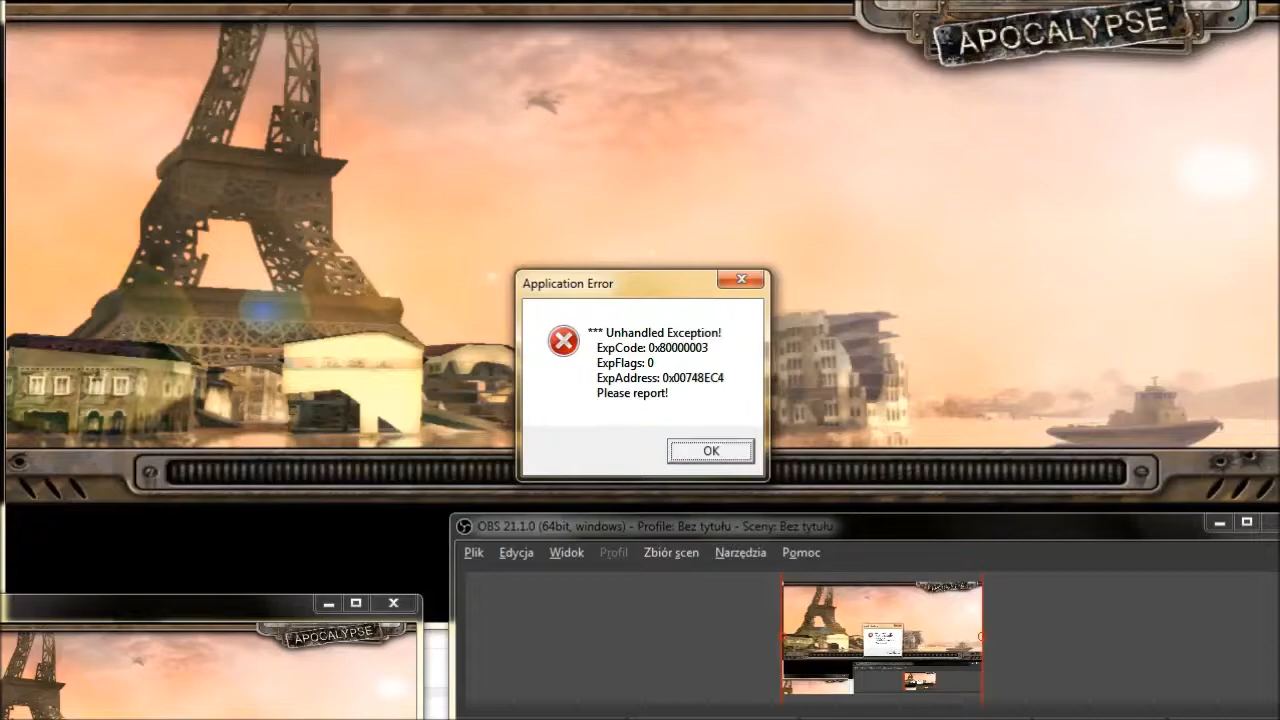 APOCALYPSE
Application Error
*** Unhandled Exception!
ExpCode: 0x80000003
ExpFlags: 0
ExpAddress: 0x00748EC4
Please report!
OK
OBS 21.1.0 (64bit, windows) - Profile: Bez tytułu - Sceny: Bez tytułu
Plik Edycja Widok Profil Zbiór scen Narzędzia Pomoc
APOCALYPSE